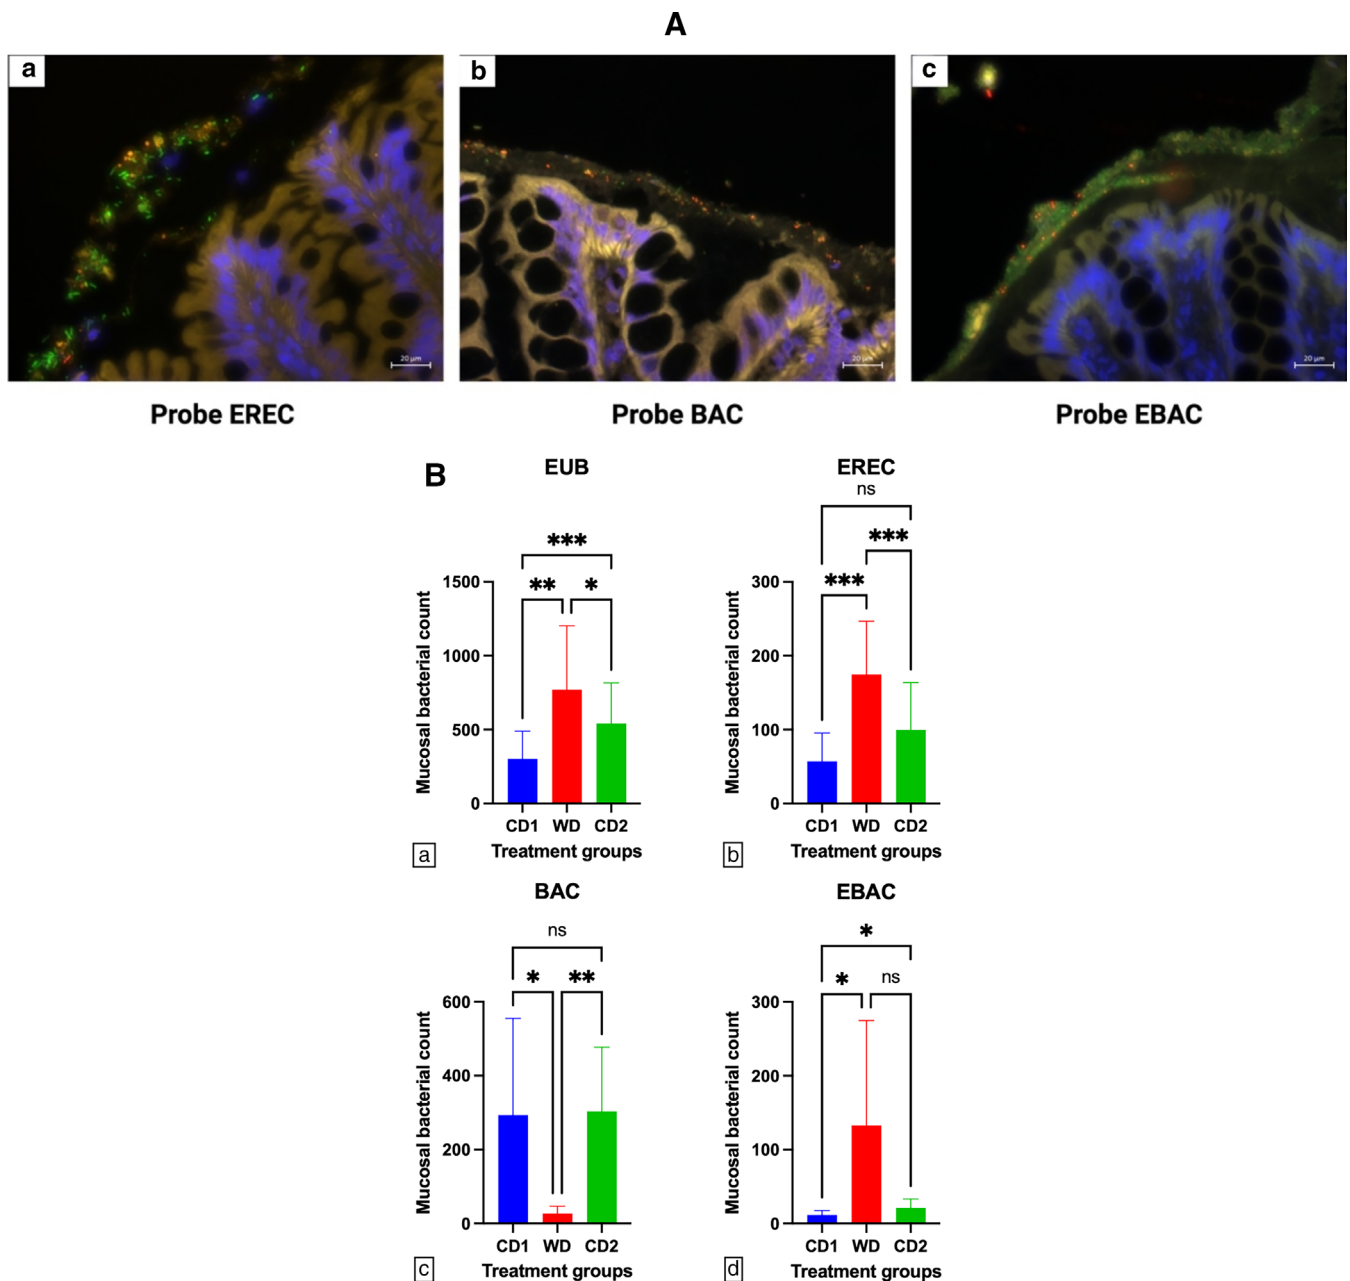 A
a
b
c
20 µm
20 µm
20 µm
Probe EREC
Probe BAC
Probe EBAC
B
EUB
***
**
*
1500
1000
500
0
Mucosal bacterial count
CD1 WD CD2
Treatment groups
a
EREC
ns
***
***
300
200
100
0
Mucosal bacterial count
CD1 WD CD2
Treatment groups
b
BAC
ns
*
**
600
400
200
0
Mucosal bacterial count
CD1 WD CD2
Treatment groups
c
EBAC
*
*
ns
300
200
100
0
Mucosal bacterial count
CD1 WD CD2
Treatment groups
d